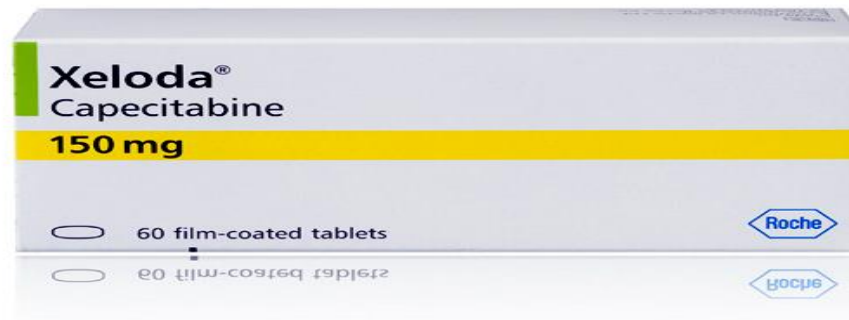 Xeloda®
Capecitabine
150 mg
60 film-coated tablets
Roche